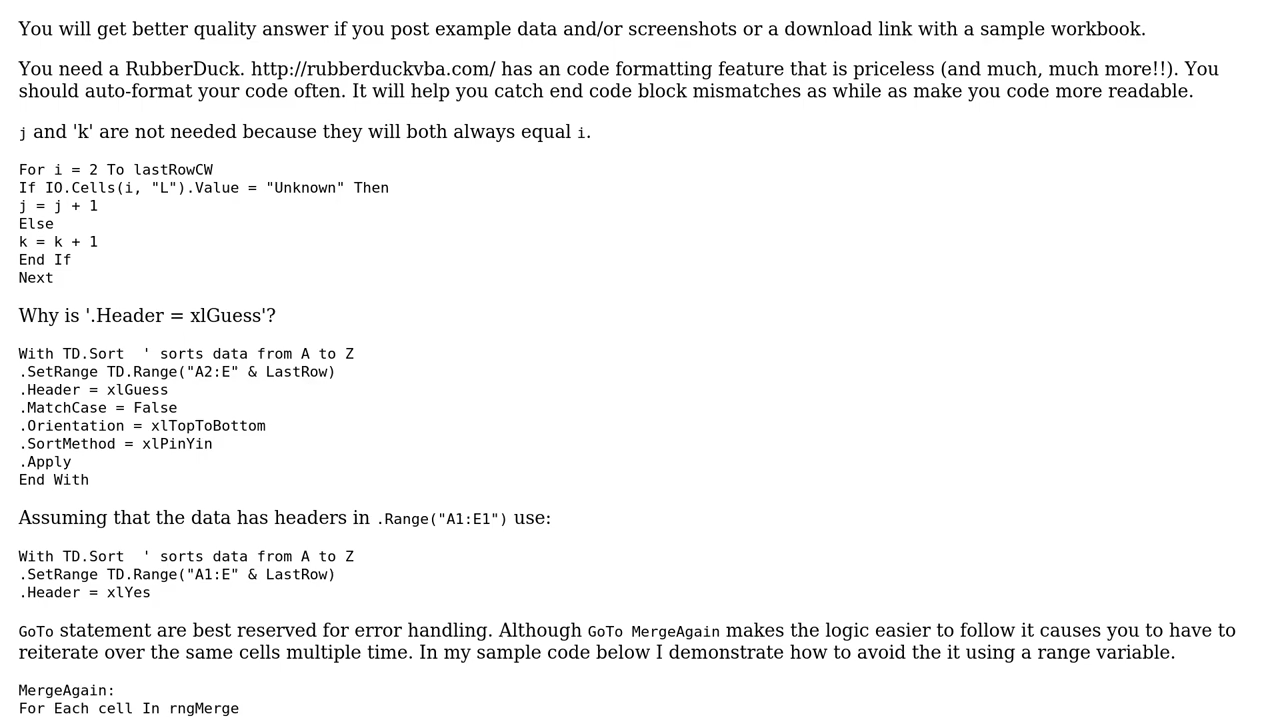 You will get better quality answer if you post example data and/or screenshots or a download link with a sample workbook.
You need a RubberDuck. http://rubberduckvba.com/ has an code formatting feature that is priceless (and much, much more!!). You
should auto-format your code often. It will help you catch end code block mismatches as while as make you code more readable.
j and 'k' are not needed because they will both always equal i.
For i = 2 To lastRowCW
If IO.Cells(i, "L").Value = "Unknown" Then
j = j + 1
Else
k = k + 1
End If
Next
Why is '.Header = xlGuess'?
With TD.Sort  ' sorts data from A to Z
.SetRange TD.Range("A2:E" & LastRow)
.Header = xlGuess
.MatchCase = False
.Orientation = xlTopToBottom
.SortMethod = xlPinYin
.Apply
End With
Assuming that the data has headers in .Range("A1:E1") use:
With TD.Sort  ' sorts data from A to Z
.SetRange TD.Range("A1:E" & LastRow)
.Header = xlYes
GoTo statement are best reserved for error handling. Although GoTo MergeAgain makes the logic easier to follow it causes you to have to
reiterate over the same cells multiple time. In my sample code below I demonstrate how to avoid the it using a range variable.
MergeAgain:
For Each cell In rngMerge